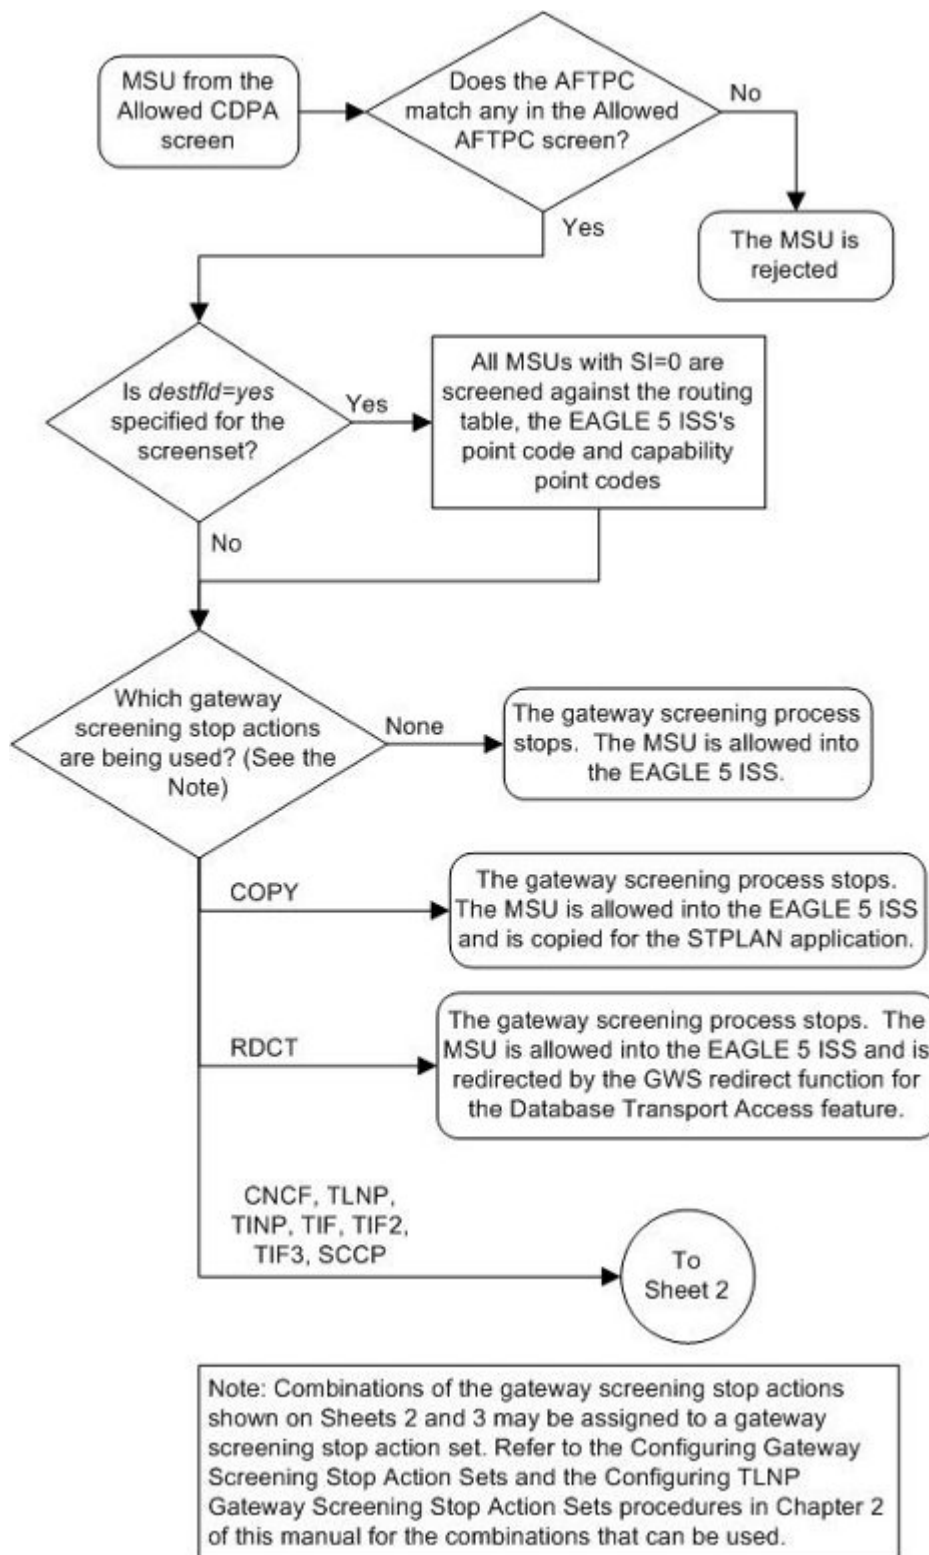 MSU from the
Allowed CDPA
screen
Does the AFTPC
match any in the Allowed
AFTPC screen?
No
Yes
The MSU is
rejected
Is destfld=yes
specified for the
screenset?
Yes
All MSUs with SI=0 are
screened against the routing
table, the EAGLE 5 ISS's
point code and capability
point codes
No
Which gateway
screening stop actions
are being used? (See the
Note)
None
The gateway screening process
stops. The MSU is allowed into
the EAGLE 5 ISS.
COPY
The gateway screening process stops.
The MSU is allowed into the EAGLE 5 ISS
and is copied for the STPLAN application.
RDCT
The gateway screening process stops. The
MSU is allowed into the EAGLE 5 ISS and is
redirected by the GWS redirect function for
the Database Transport Access feature.
CNCF, TLNP,
TINP, TIF, TIF2,
TIF3, SCCP
To
Sheet 2
Note: Combinations of the gateway screening stop actions
shown on Sheets 2 and 3 may be assigned to a gateway
screening stop action set. Refer to the Configuring Gateway
Screening Stop Action Sets and the Configuring TLNP
Gateway Screening Stop Action Sets procedures in Chapter 2
of this manual for the combinations that can be used.